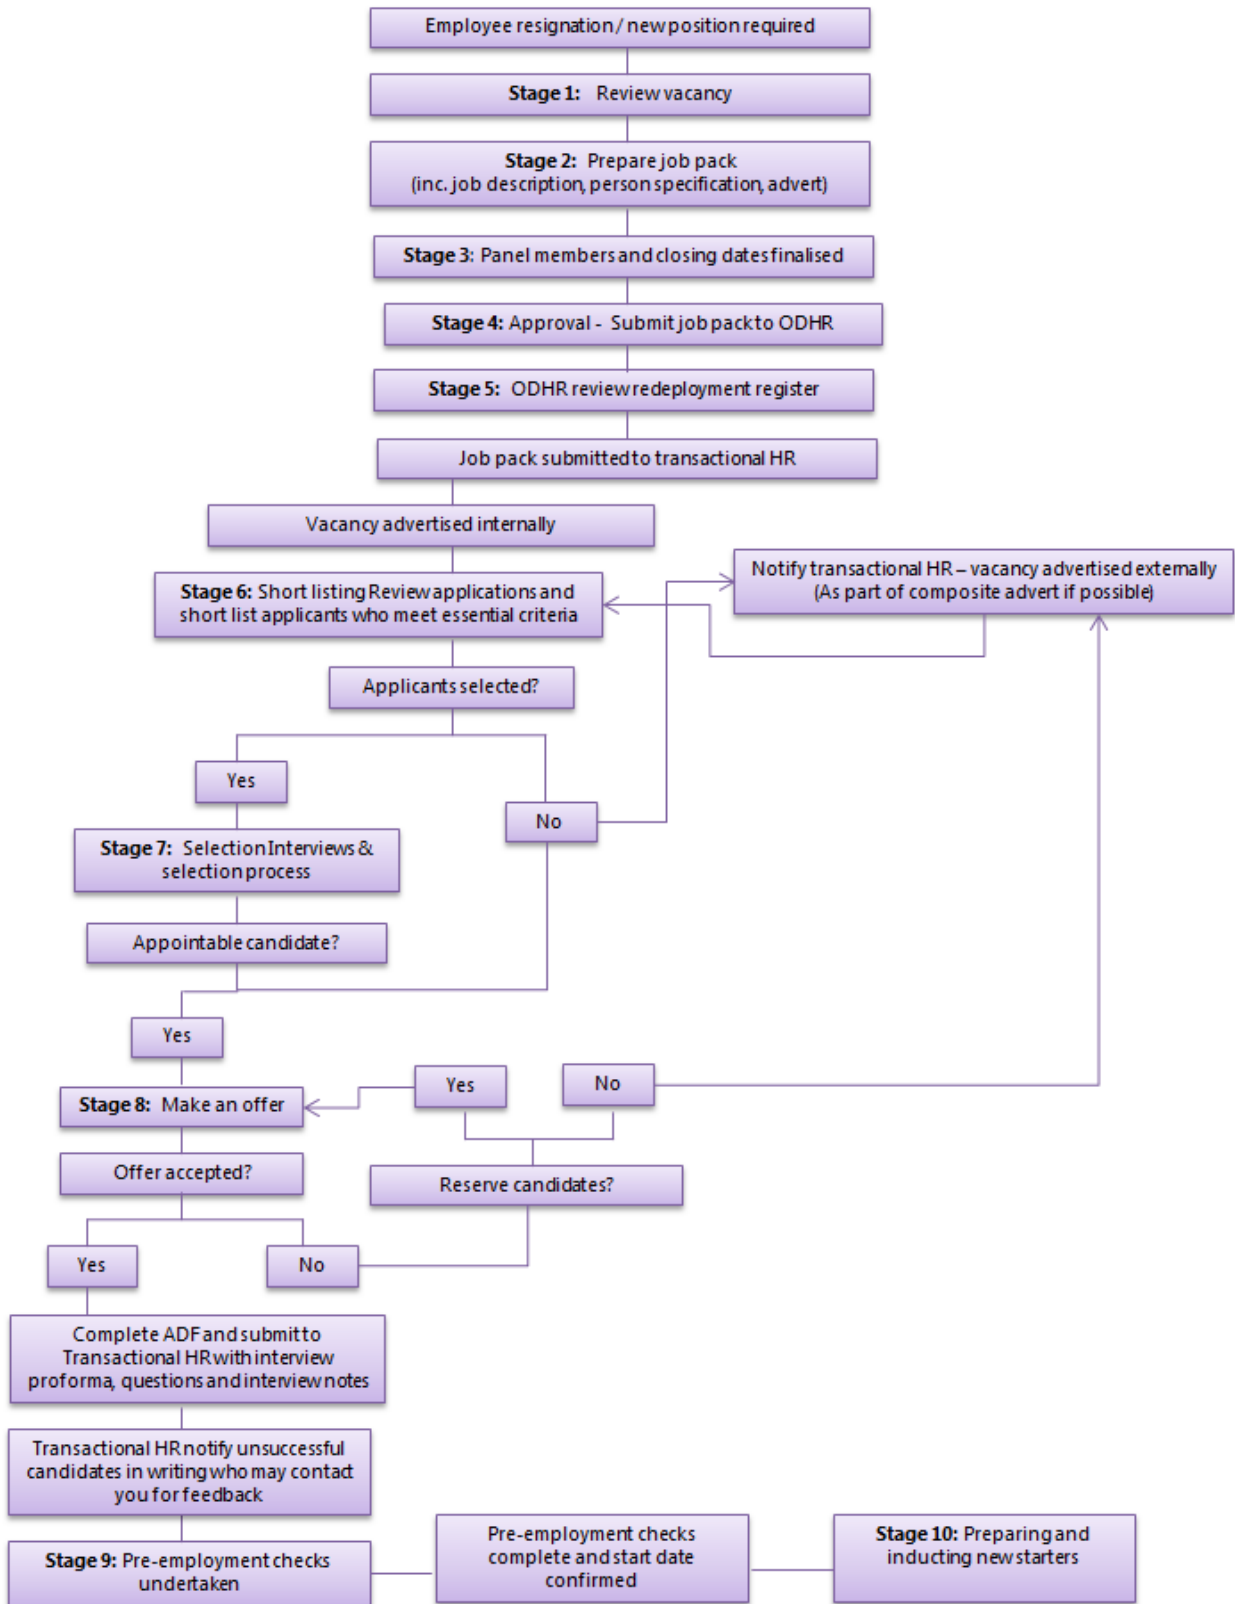 Employee resignation / new position required
Stage 1: Review vacancy
Stage 2: Prepare job pack
(inc. job description, person specification, advert)
Stage 3: Panel members and closing dates finalised
Stage 4: Approval - Submit job pack to ODHR
Stage 5: ODHR review redeployment register
Job pack submitted to transactional HR
Vacancy advertised internally
Notify transactional HR – vacancy advertised externally
(As part of composite advert if possible)
Stage 6: Short listing Review applications and
short list applicants who meet essential criteria
Applicants selected?
Yes
No
Stage 7: Selection Interviews &
selection process
Appointable candidate?
Yes
Stage 8: Make an offer
Yes
No
Offer accepted?
Reserve candidates?
Yes
No
Complete ADF and submit to
Transactional HR with interview
proforma, questions and interview notes
Transactional HR notify unsuccessful
candidates in writing who may contact
you for feedback
Stage 9: Pre-employment checks
undertaken
Pre-employment checks
complete and start date
confirmed
Stage 10: Preparing and
inducting new starters